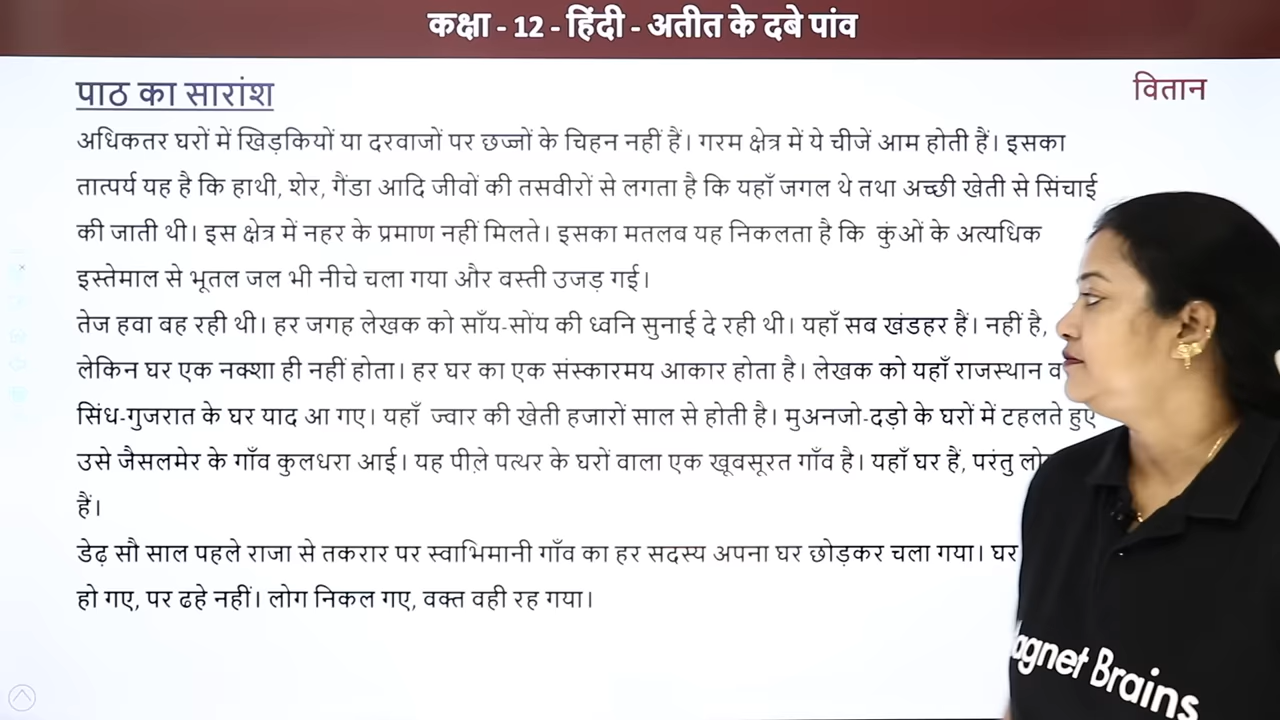 कक्षा - 12 - हिंदी - अतीत के दबे पांव
पाठ का सारांश
वितान
अधिकतर घरों में खिड़कियों या दरवाजों पर छज्जों के चिहन नहीं हैं। गरम क्षेत्र में ये चीजें आम होती हैं। इसका
तात्पर्य यह है कि हाथी, शेर, गैंडा आदि जीवों की तसवीरों से लगता है कि यहाँ जगल थे तथा अच्छी खेती से सिंचाई
की जाती थी। इस क्षेत्र में नहर के प्रमाण नहीं मिलते। इसका मतलव यह निकलता है कि कुंओं के अत्यधिक
इस्तेमाल से भूतल जल भी नीचे चला गया और वस्ती उजड़ गई।
तेज हवा बह रही थी। हर जगह लेखक को साँय-सोंय की ध्वनि सुनाई दे रही थी। यहाँ सव खंडहर हैं। नहीं है,
लेकिन घर एक नक्शा ही नहीं होता। हर घर का एक संस्कारमय आकार होता है। लेखक को यहाँ राजस्थान व
सिंध-गुजरात के घर याद आ गए। यहाँ ज्वार की खेती हजारों साल से होती है। मुअनजो-दड़ो के घरों में टहलते हुए
उसे जैसलमेर के गाँव कुलधरा आई। यह पीले़ पत्थर के घरों वाला एक खूवसूरत गाँव है। यहाँ घर हैं, परंतु
हैं।
डेढ़ सौ साल पहले राजा से तकरार पर स्वाभिमानी गाँव का हर सदस्य अपना घर छोड़कर चला गया। घर
हो गए, पर ढहे नहीं। लोग निकल गए, वक्त वही रह गया।
agnet Brains